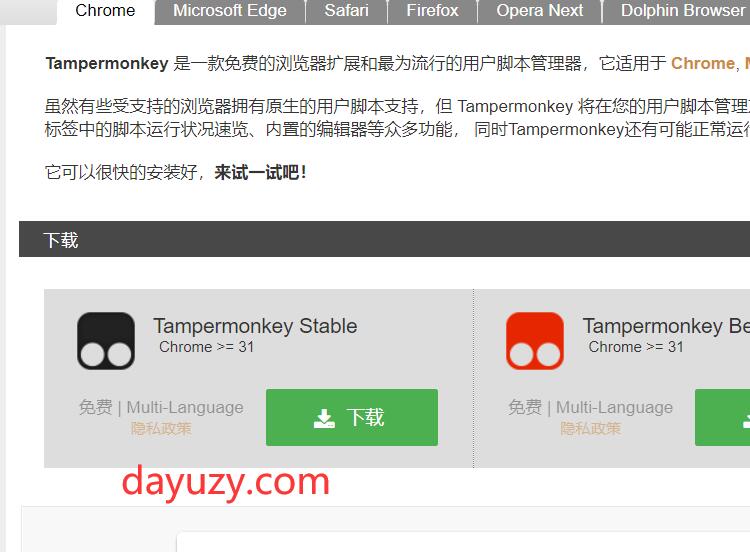 Chrome
Microsoft Edge
Safari
Firefox
Opera Next
Dolphin Browser
Tampermonkey 是一款免费的浏览器扩展和最为流行的用户脚本管理器，它适用于 Chrome,
虽然有些受支持的浏览器拥有原生的用户脚本支持，但 Tampermonkey 将在您的用户脚本管理
标签中的脚本运行状况速览、内置的编辑器等众多功能， 同时Tampermonkey还有可能正常运行
它可以很快的安装好，来试一试吧！
下载
Tampermonkey Stable
Chrome >= 31
免费 | Multi-Language
隐私政策
下载
Tampermonkey Be
Chrome >= 31
免费 | Multi-Language
隐私政策
dayuzy.com